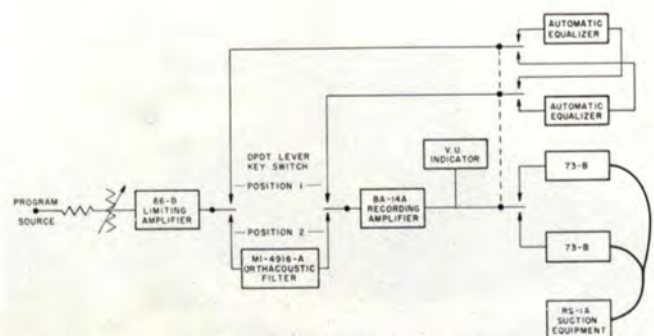 AUTOMATIC
EQUALIZER
AUTOMATIC
EQUALIZER
DPDT LEVER
KEY SWITCH
POSITION 1
V.U.
INDICATOR
73-B
PROGRAM
SOURCE
86-B
LIMITING
AMPLIFIER
BA-14A
RECORDING
AMPLIFIER
POSITION 2
MI-4916-A
ORTHACOUSTIC
FILTER
73-B
RS-1A
SUCTION
EQUIPMENT